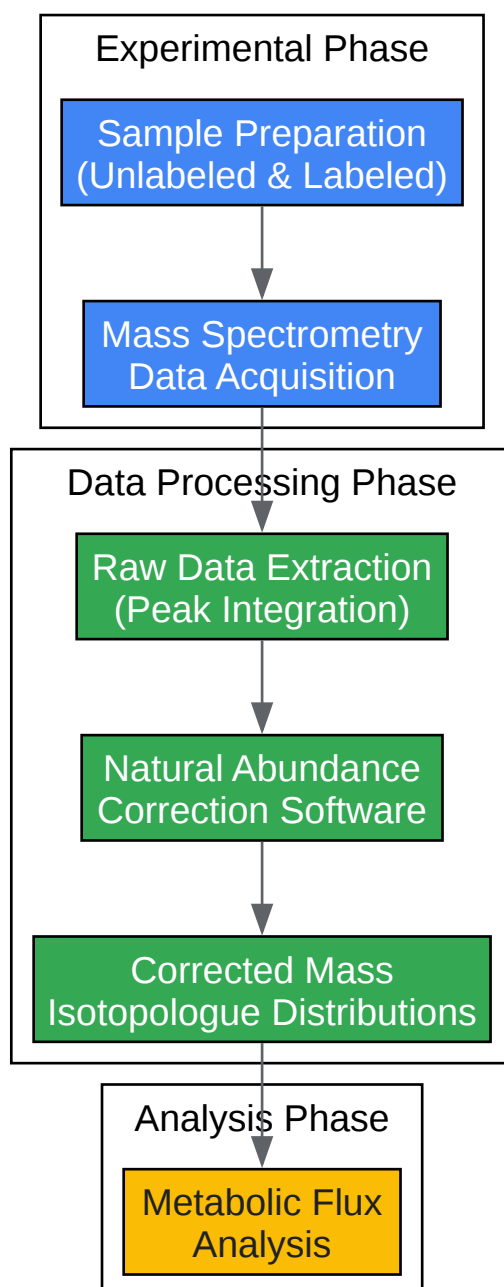 Experimental Phase
Sample Preparation
(Unlabeled & Labeled)
Mass Spectrometry
Data Acquisition
Data Processing Phase
Raw Data Extraction
(Peak Integration)
Natural Abundance
Correction Software
Corrected Mass
Isotopologue Distributions
Analysis Phase
Metabolic Flux
Analysis